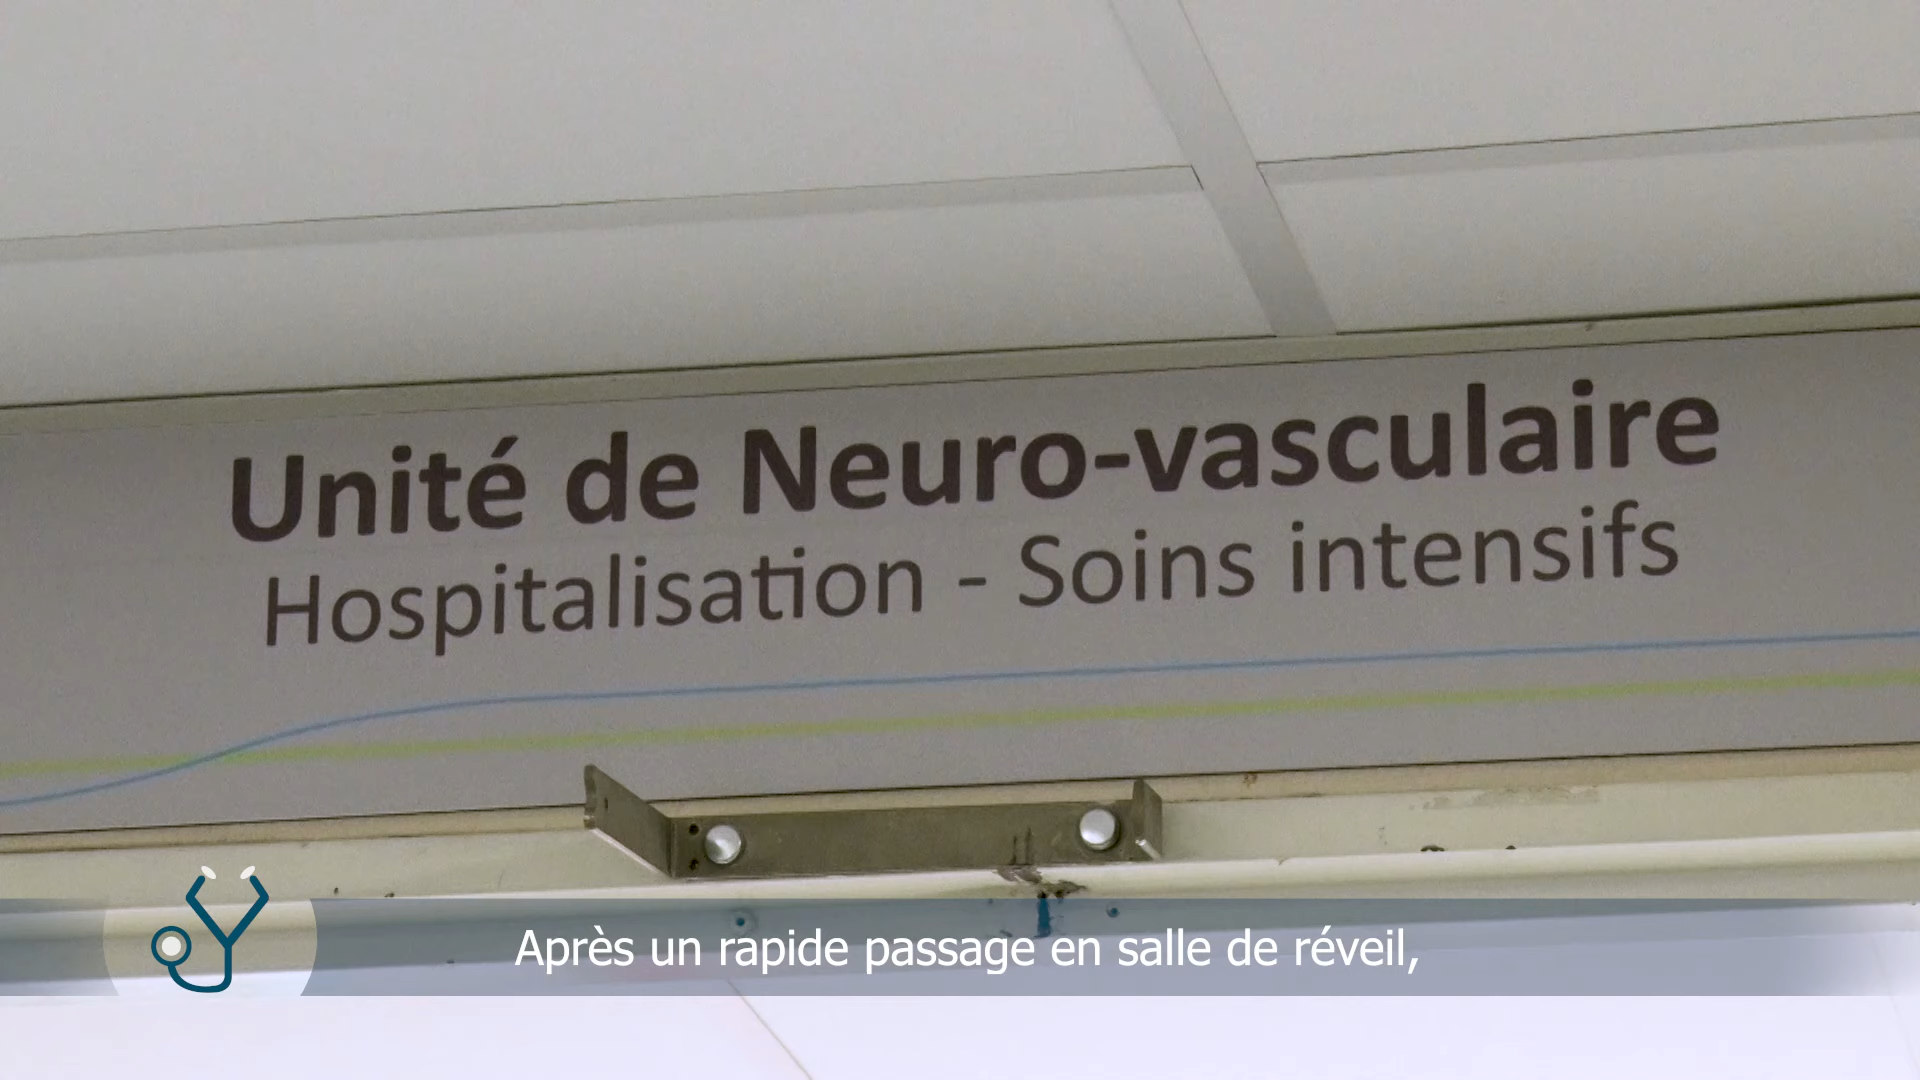 Unité de Neuro-vasculaire
Hospitalisation - Soins intensifs
Après un rapide passage en salle de réveil,